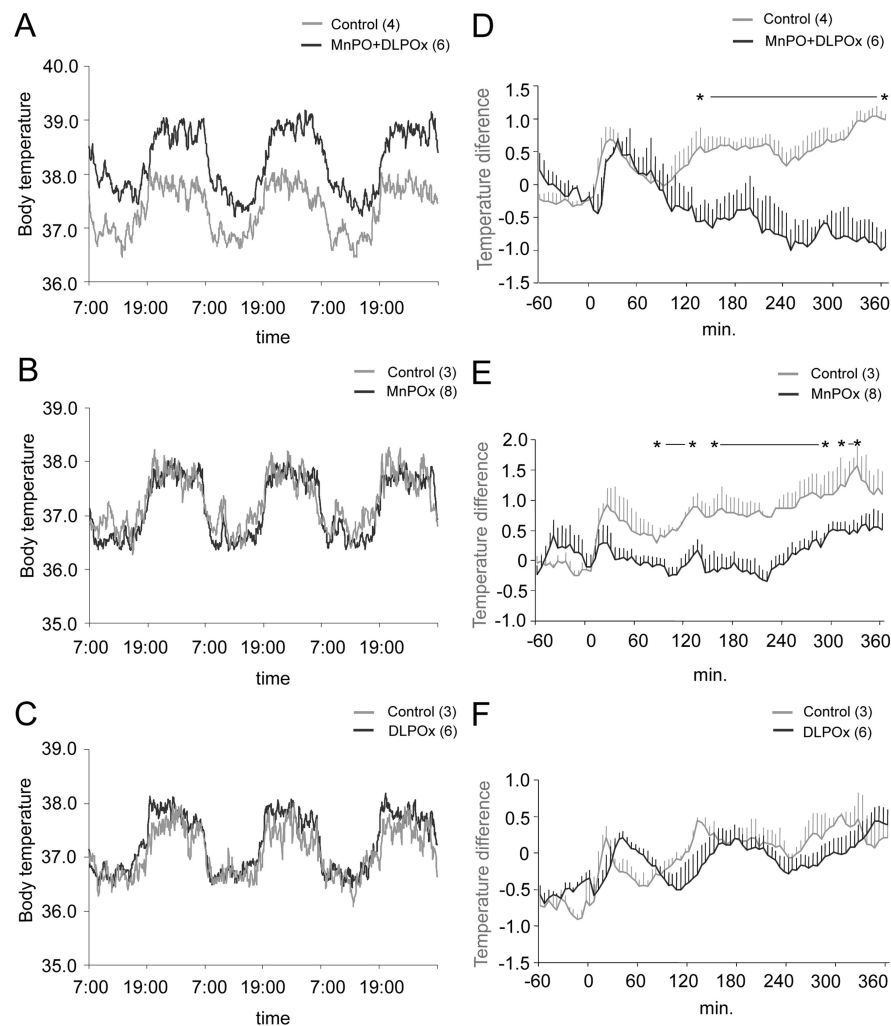 A
Control (4)
MnPO+DLPOx (6)
40.0
39.0
38.0
37.0
36.0
Body temperature
7:00 19:00 7:00 19:00 7:00 19:00
time
D
Control (4)
MnPO+DLPOx (6)
1.5
1.0
0.5
0
-0.5
-1.0
-1.5
Temperature diference
* *
-60 0 60 120 180 240 300 360
min.
B
Control (3)
MnPOx (8)
39.0
38.0
37.0
36.0
35.0
Body temperature
7:00 19:00 7:00 19:00 7:00 19:00
time
E
Control (3)
MnPOx (8)
2.0
1.5
1.0
0.5
0
-0.5
-1.0
Temperature difference
* * * * * *
-60 0 60 120 180 240 300 360
min.
C
Control (3)
DLPOx (6)
39.0
38.0
37.0
36.0
35.0
Body temperature
7:00 19:00 7:00 19:00 7:00 19:00
time
F
Control (3)
DLPOx (6)
1.0
0.5
0
-0.5
-1.0
-1.5
Temperature difference
-60 0 60 120 180 240 300 360
min.